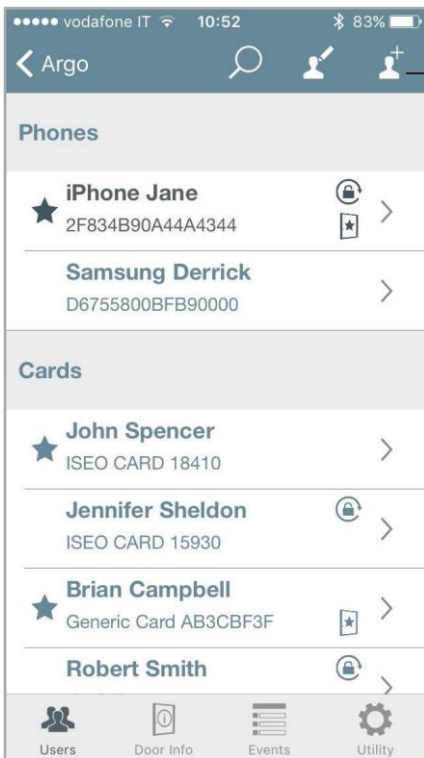 vodafone IT 10:52 83%
Argo
Phones
iPhone Jane
2F834B90A44A4344
Samsung Derrick
D6755800BFB90000
Cards
John Spencer
ISEO CARD 18410
Jennifer Sheldon
ISEO CARD 15930
Brian Campbell
Generic Card AB3CBF3F
Robert Smith
Users Door Info Events Utility